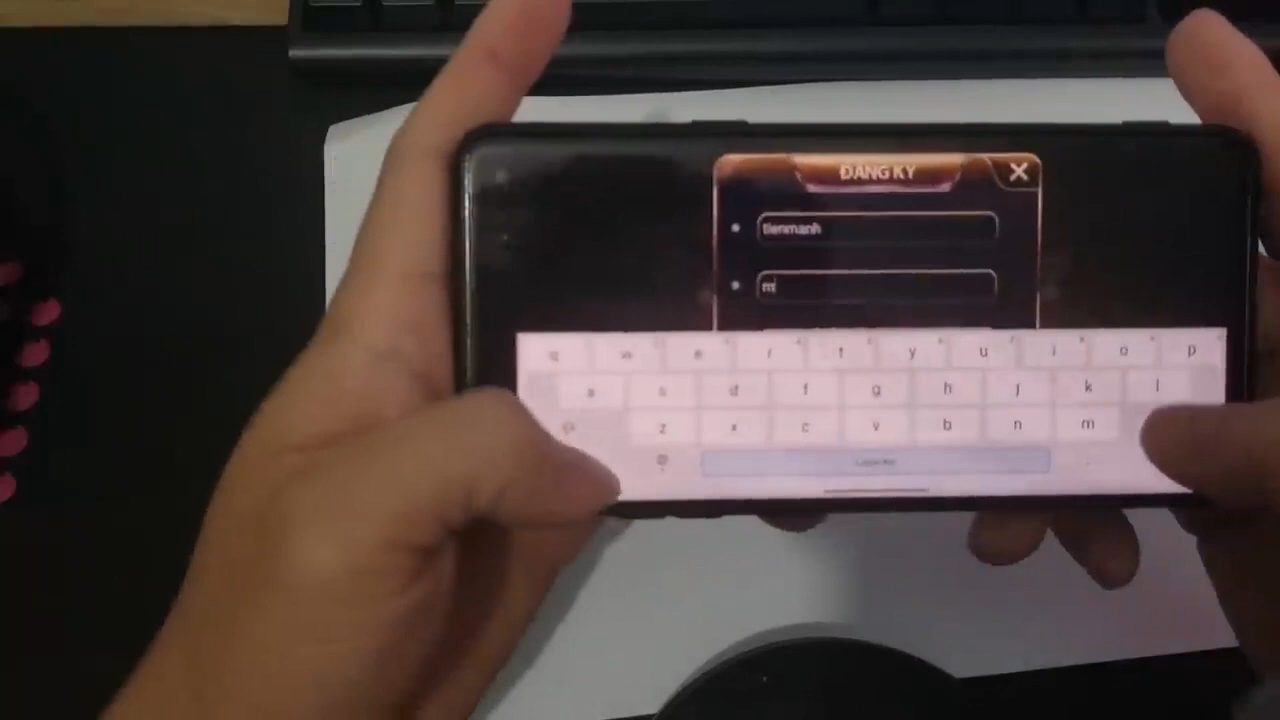 ĐĂNG KÝ
tienmanh
m
q w e r t y u i o p
a s d f g h j k l
z x c v b n m